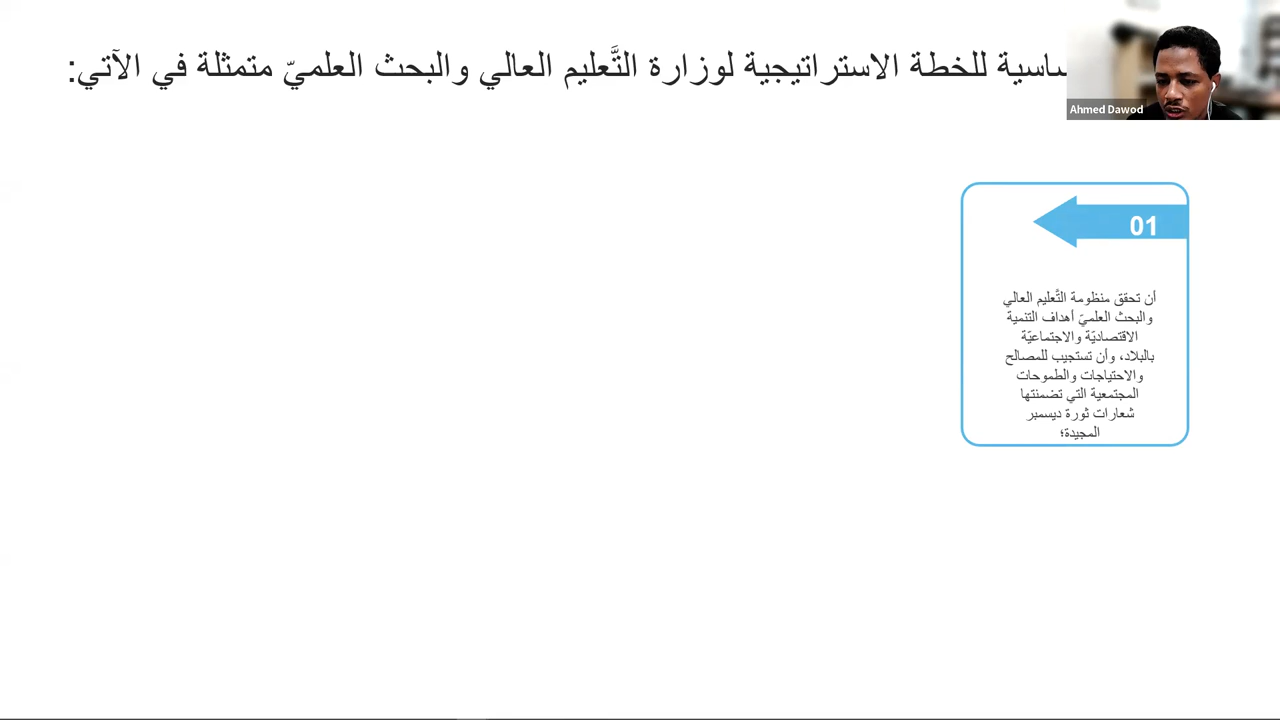 للخطة الاستراتيجية لوزارة التَّعليم العالي والبحث العلميّ متمثلة في الآتي:
Ahmed Dawod
01
أن تحقق منظومة التَّعليم العالي
والبحث العلميّ أهداف التنمية
الاقتصاديّة والاجتماعيّة
بالبلاد، وأن تستجيب للمصالح
والاحتياجات والطموحات
المجتمعية التي تضمنتها
شعارات ثورة ديسمبر
المجيدة؛